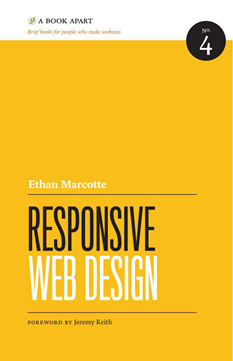 A BOOK APART
Brief books for people who make websites
No.
4
Ethan Marcotte
RESPONSIVE
WEB DESIGN
FOREWORD BY Jeremy Keith